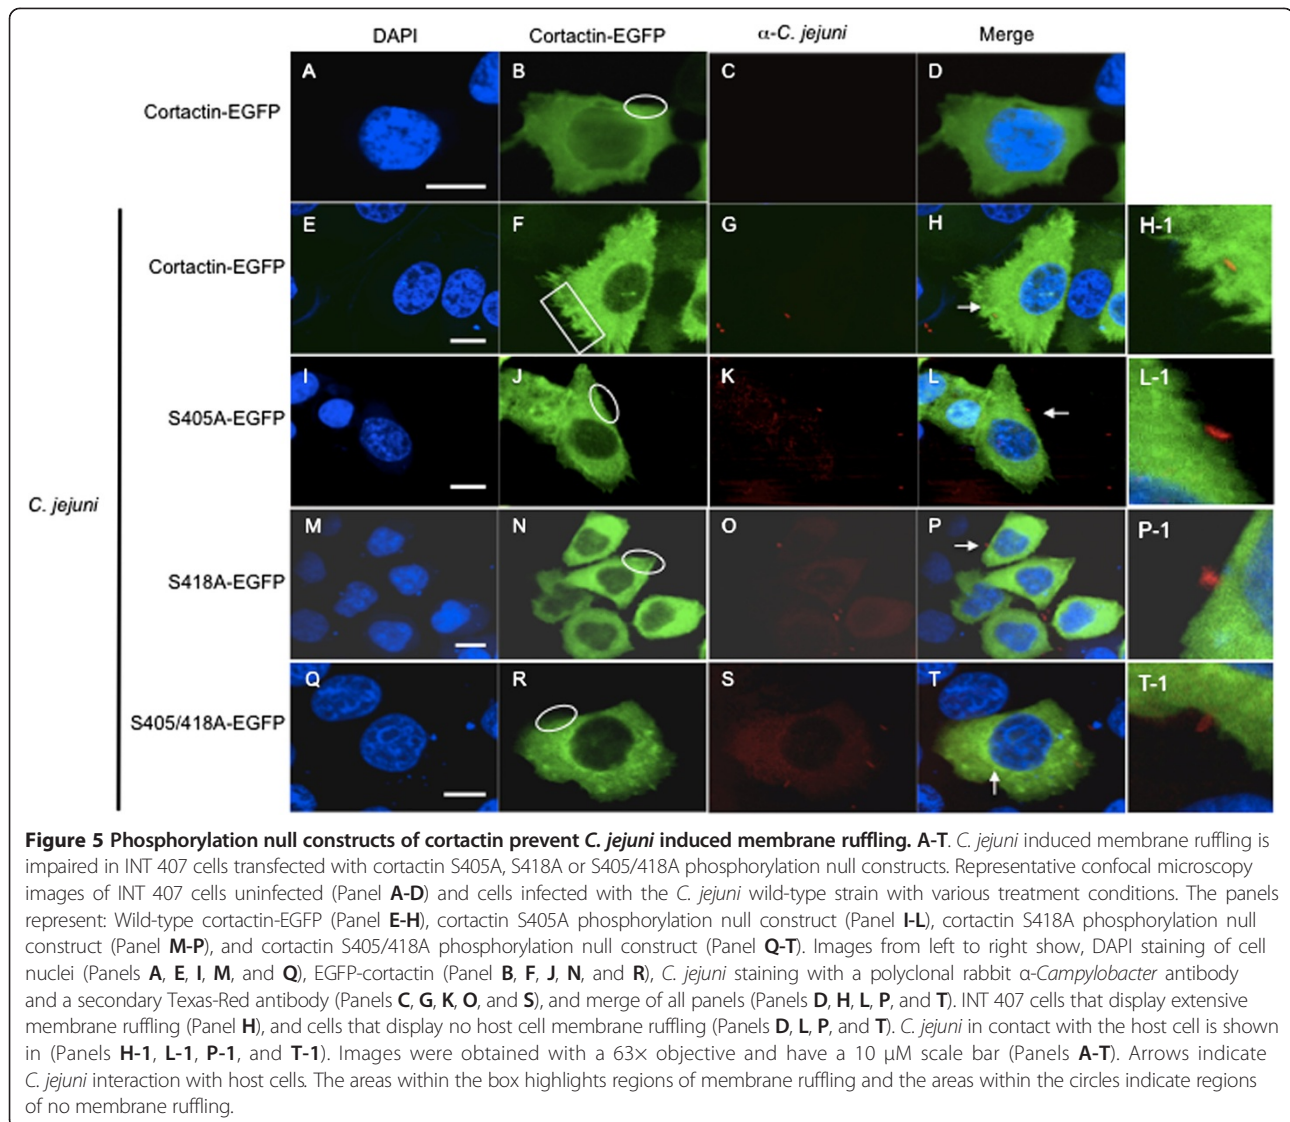 DAPI Cortactin-EGFP α-C. jejuni Merge
Cortactin-EGFP A B C D
Cortactin-EGFP E F G H H-1
S405A-EGFP I J K L L-1
C. jejuni
S418A-EGFP M N O P P-1
S405/418A-EGFP Q R S T T-1
Figure 5 Phosphorylation null constructs of cortactin prevent C. jejuni induced membrane ruffling. A-T. C. jejuni induced membrane ruffling is
impaired in INT 407 cells transfected with cortactin S405A, S418A or S405/418A phosphorylation null constructs. Representative confocal microscopy
images of INT 407 cells uninfected (Panel A-D) and cells infected with the C. jejuni wild-type strain with various treatment conditions. The panels
represent: Wild-type cortactin-EGFP (Panel E-H), cortactin S405A phosphorylation null construct (Panel I-L), cortactin S418A phosphorylation null
construct (Panel M-P), and cortactin S405/418A phosphorylation null construct (Panel Q-T). Images from left to right show, DAPI staining of cell
nuclei (Panels A, E, I, M, and Q), EGFP-cortactin (Panel B, F, J, N, and R), C. jejuni staining with a polyclonal rabbit α-Campylobacter antibody
and a secondary Texas-Red antibody (Panels C, G, K, O, and S), and merge of all panels (Panels D, H, L, P, and T). INT 407 cells that display extensive
membrane ruffling (Panel H), and cells that display no host cell membrane ruffling (Panels D, L, P, and T). C. jejuni in contact with the host cell is shown
in (Panels H-1, L-1, P-1, and T-1). Images were obtained with a 63× objective and have a 10 μM scale bar (Panels A-T). Arrows indicate
C. jejuni interaction with host cells. The areas within the box highlights regions of membrane ruffling and the areas within the circles indicate regions
of no membrane ruffling.